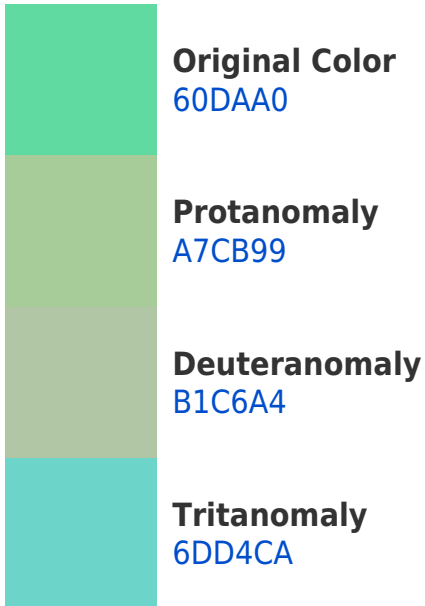 Original Color
60DAA0
Protanomaly
A7CB99
Deuteranomaly
B1C6A4
Tritanomaly
6DD4CA